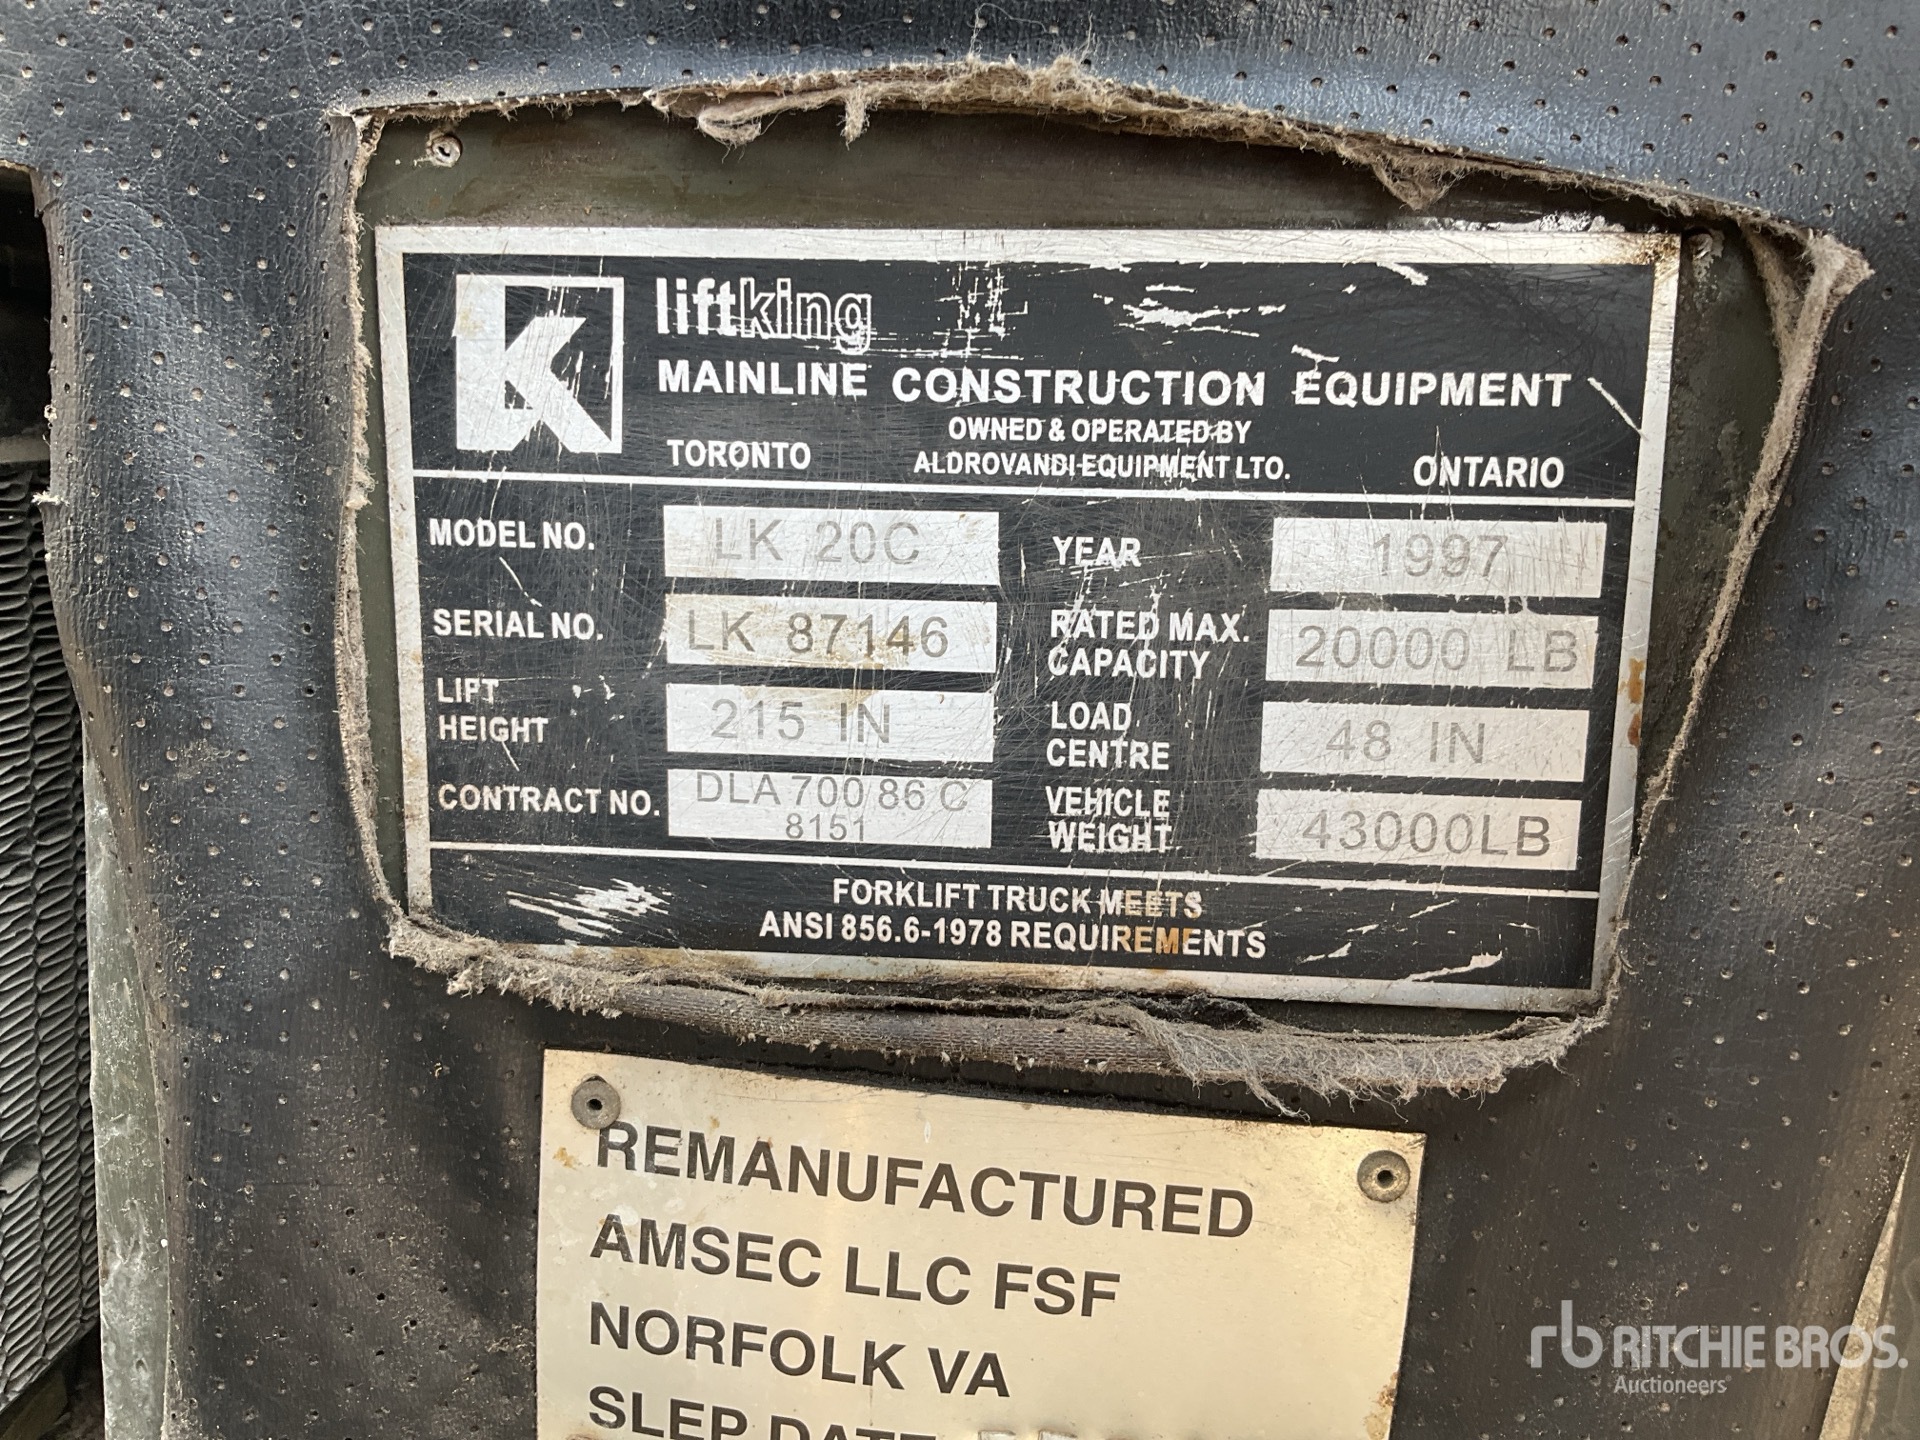 liftking
MAINLINE CONSTRUCTION EQUIPMENT
OWNED & OPERATED BY
TORONTO ALDROVANDI EQUIPMENT LTO. ONTARIO
MODEL NO. LK 20C YEAR 1997
SERIAL NO. LK 87146 RATED MAX. CAPACITY 20000 LB
LIFT HEIGHT 215 IN LOAD CENTRE 48 IN
CONTRACT NO. DLA 700 86 C 8151 VEHICLE WEIGHT 43000LB
FORKLIFT TRUCK MEETS
ANSI 856.6-1978 REQUIREMENTS
REMANUFACTURED
AMSEC LLC FSF
NORFOLK VA
SLEP DATE
rb RITCHIE BROS.
Auctioneers